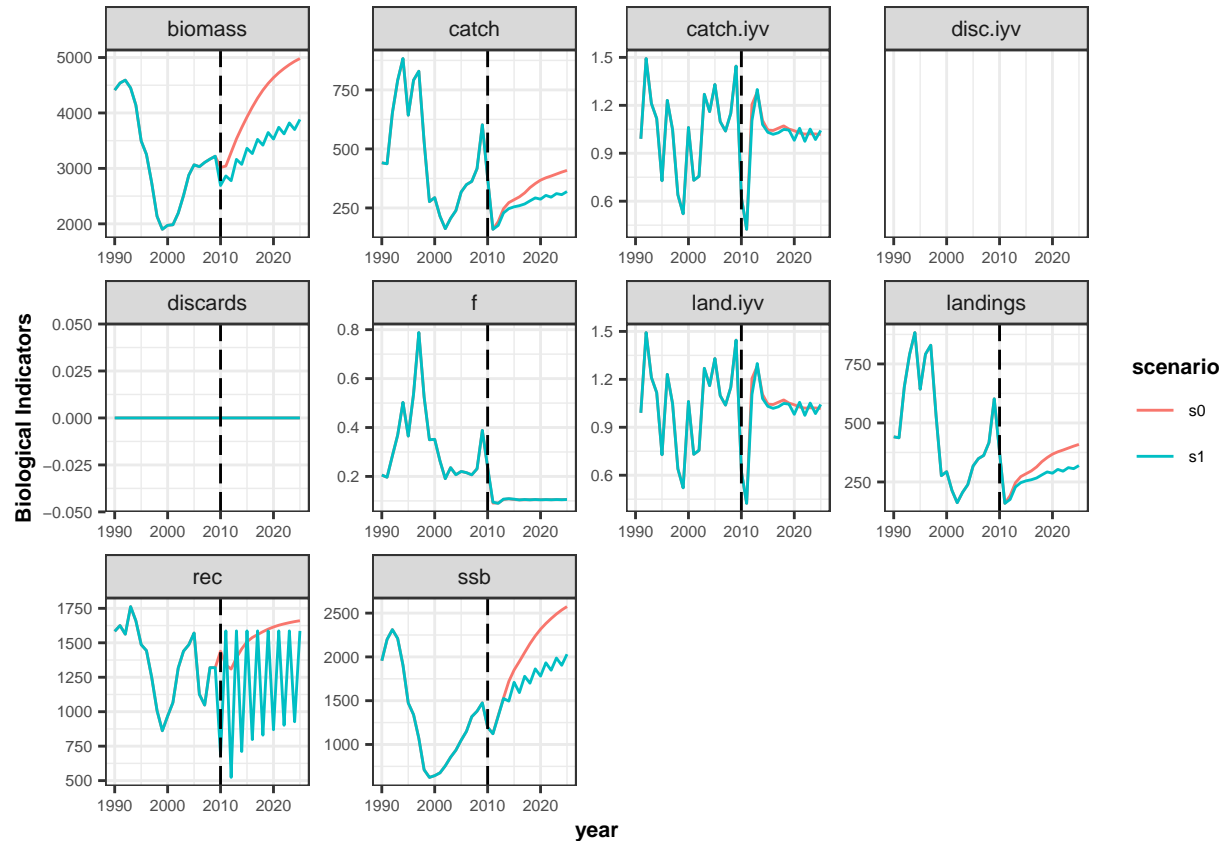 biomass
catch
catch.iyv
disc.iyv
5000
4000
3000
2000
1990 2000 2010 2020
750
500
250
1990 2000 2010 2020
1.5
1.2
0.9
0.6
1990 2000 2010 2020
1990 2000 2010 2020
discards
f
land.iyv
landings
0.050
0.025
0.000
−0.025
−0.050
1990 2000 2010 2020
0.8
0.6
0.4
0.2
1990 2000 2010 2020
1.5
1.2
0.9
0.6
1990 2000 2010 2020
750
500
250
1990 2000 2010 2020
rec
ssb
1750
1500
1250
1000
750
500
1990 2000 2010 2020
2500
2000
1500
1000
1990 2000 2010 2020
Biological Indicators
year
scenario
s0
s1